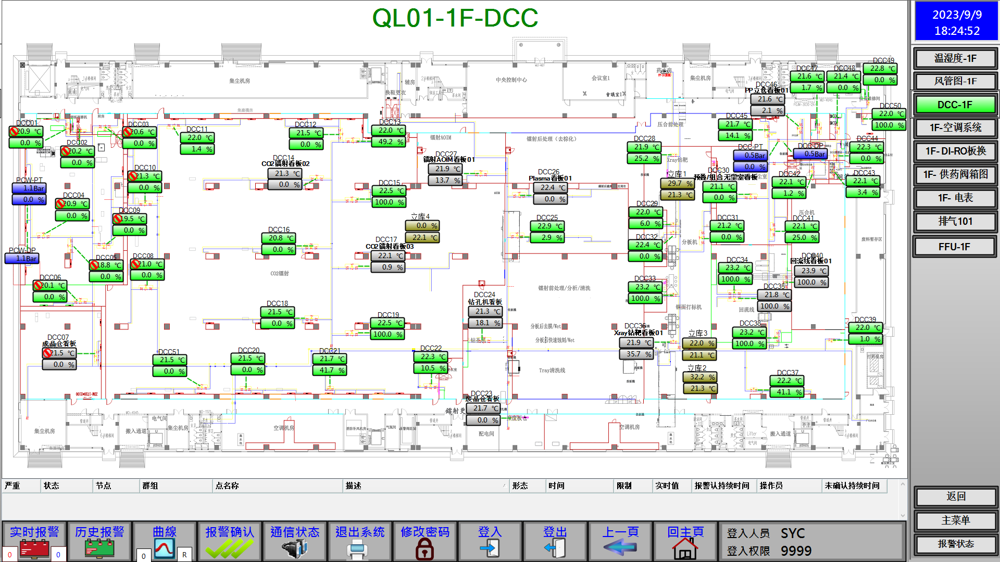 QL01-1F-DCC
2023/9/9
18:24:52
温湿度-1F
风管图-1F
DCC-1F
1F-空调系统
1F-DI-RO板换
1F- 供药阀箱图
1F- 电表
排气101
FFU-1F
返回
主菜单
报警状态
集尘机房
辅房
换鞋更衣
中央控制中心
会议室1
會議室1
药水房
集尘机房
DCC49
22.8 ℃
0.0 %
DCC47
21.6 ℃
1.7 %
DCC48
21.4 ℃
0.0 %
DCC46
PP立仓看板01
21.6 ℃
2.1 %
DCC50
22.0 ℃
100.0 %
DCC45
21.7 ℃
14.1 %
压合前处理
DCC01
20.9 ℃
0.0 %
DCC02
20.2 ℃
0.0 %
DCC03
20.6 ℃
0.0 %
DCC11
22.0 ℃
1.4 %
DCC12
21.5 ℃
0.0 %
DCC13
22.0 ℃
49.2 %
镭射AOIM
镭射后处理（去棕化）
DCC28
21.9 ℃
25.2 %
DCC-PT
0.5Bar
0.0 %
DCC-DP
0.5Bar
DCC44
22.3 ℃
0.0 %
DCC14
CO2镭射看板02
21.3 ℃
0.0 %
DCC27
镭射AOIM看板01
21.9 ℃
13.7 %
Xray钻靶
DCC10
21.3 ℃
0.0 %
PCW-PT
1.1Bar
0.0 %
DCC04
20.9 ℃
0.0 %
DCC09
19.5 ℃
0.0 %
DCC15
22.5 ℃
100.0 %
DCC26
Plasma看板01
22.4 ℃
0.0 %
立库1
29.7 %
21.3 ℃
DCC30
预叠/组合无尘室看板
21.1 ℃
0.0 %
DCC42
22.1 ℃
1.2 %
DCC43
22.1 ℃
3.4 %
DCC29
22.0 ℃
6.0 %
立库4
0.0 %
22.1 ℃
DCC25
22.9 ℃
2.9 %
DCC31
21.2 ℃
0.0 %
压合机
DCC41
22.1 ℃
25.0 %
DCC16
20.8 ℃
0.0 %
DCC17
CO2镭射看板03
22.1 ℃
0.9 %
DCC32
22.4 ℃
0.0 %
分板机
废料暂存区
PCW-DP
1.1Bar
DCC05
18.8 ℃
0.0 %
DCC08
21.0 ℃
0.0 %
CO2镭射
DCC34
23.2 ℃
100.0 %
DCC40
回流线看板01
23.9 ℃
100.0 %
DCC06
20.1 ℃
0.0 %
DCC33
23.2 ℃
100.0 %
镭射前处理/分析/清洗
DCC35
21.8 ℃
100.0 %
DCC18
21.5 ℃
0.0 %
DCC24
钻孔机看板
21.3 ℃
18.1 %
铜面打标机
回流线
DCC19
22.5 ℃
100.0 %
分板后去膜/Wet
分板后快速蚀刻/Wet
钻孔机
DCC36
Xray钻靶看板01
21.9 ℃
35.7 %
立库3
22.0 %
21.1 ℃
DCC38
23.2 ℃
100.0 %
DCC39
22.0 ℃
1.0 %
DCC07
成品仓看板
21.5 ℃
0.0 %
DCC51
21.5 ℃
0.0 %
DCC20
21.5 ℃
0.0 %
DCC21
21.7 ℃
41.7 %
DCC22
22.3 ℃
10.5 %
Tray清洗线
立库2
32.2 %
21.3 ℃
DCC37
22.2 ℃
41.1 %
DCC23
废品仓看板
21.7 ℃
0.0 %
镭射更
集尘机房
搬入通道
电气间
集尘机房
空调机房
配电间
空调机房
Lifter
搬入通道
严重 状态 节点 群组 点名称 描述 形态 时间 限制 实时值 报警认持续时间 操作员 未确认持续时间
实时报警 历史报警 曲線 报警确认 通信状态 退出系统 修改密码 登入 登出 上一頁 回主頁
0 0 0 R
登入人员 SYC
登入权限 9999